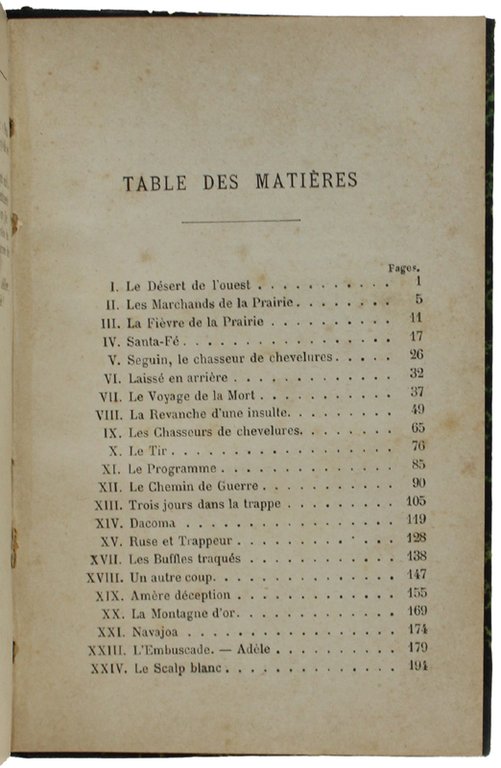 TABLE DES MATIÈRES
Pages.
I. Le Désert de l'ouest . . . . . . . . . . . 1
II. Les Marchands de la Prairie. . . . . . . . 5
III. La Fièvre de la Prairie . . . . . . . . . . 11
IV. Santa-Fé. . . . . . . . . . . . . . . . . 17
V. Seguin, le chasseur de chevelures. . . . . 26
VI. Laissé en arrière . . . . . . . . . . . . . 32
VII. Le Voyage de la Mort . . . . . . . . . . . 37
VIII. La Revanche d'une insulte. . . . . . . . . 49
IX. Les Chasseurs de chevelures. . . . . . . . 65
X. Le Tir . . . . . . . . . . . . . . . . . . 76
XI. Le Programme . . . . . . . . . . . . . . 85
XII. Le Chemin de Guerre . . . . . . . . . . . 90
XIII. Trois jours dans la trappe . . . . . . . . . 105
XIV. Dacoma . . . . . . . . . . . . . . . . . 119
XV. Ruse et Trappeur . . . . . . . . . . . . . 128
XVII. Les Buffles traqués . . . . . . . . . . . . 138
XVIII. Un autre coup. . . . . . . . . . . . . . . 147
XIX. Amère déception . . . . . . . . . . . . . 155
XX. La Montagne d'or. . . . . . . . . . . . . 169
XXI. Navajoa . . . . . . . . . . . . . . . . . 174
XXIII. L'Embuscade. — Adèle . . . . . . . . . . 179
XXIV. Le Scalp blanc . . . . . . . . . . . . . . 194